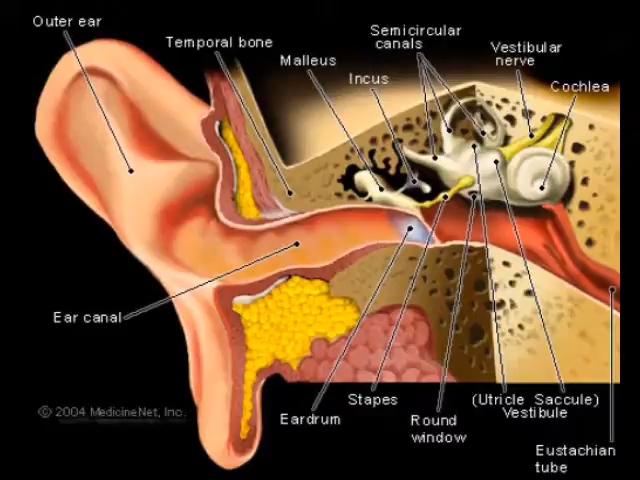 Outer ear
Temporal bone
Malleus
Incus
Semicircular
canals
Vestibular
nerve
Cochlea
Ear canal
© 2004 MedicineNet, Inc.
Eardrum
Stapes
Round
window
(Utricle Saccule)
Vestibule
Eustachian
tube